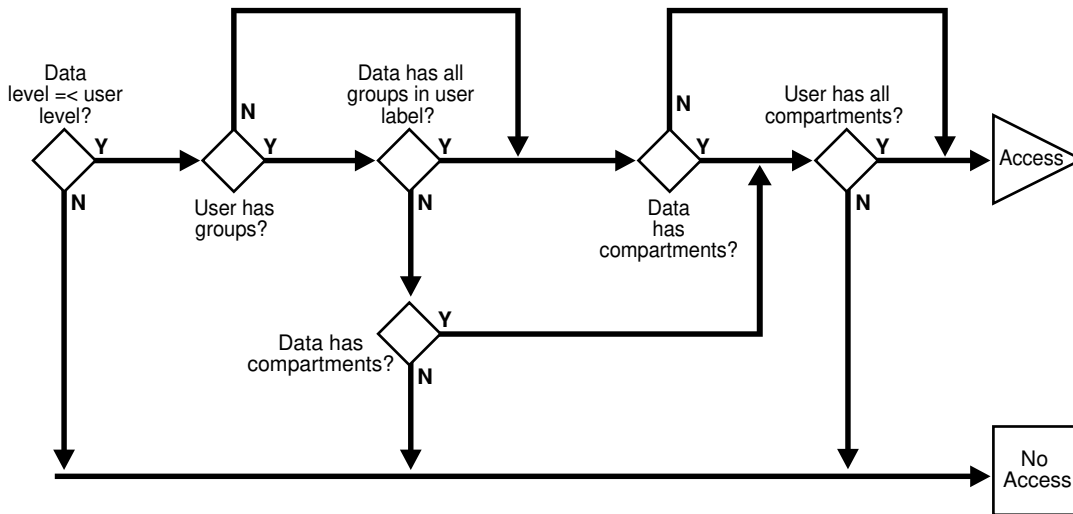 Data
level =< user
level?
Y
N
N
Y
User has
groups?
Data has all
groups in user
label?
Y
N
Data has
compartments?
Y
N
N
Y
Data
has
compartments?
User has all
compartments?
Y
N
Access
No
Access